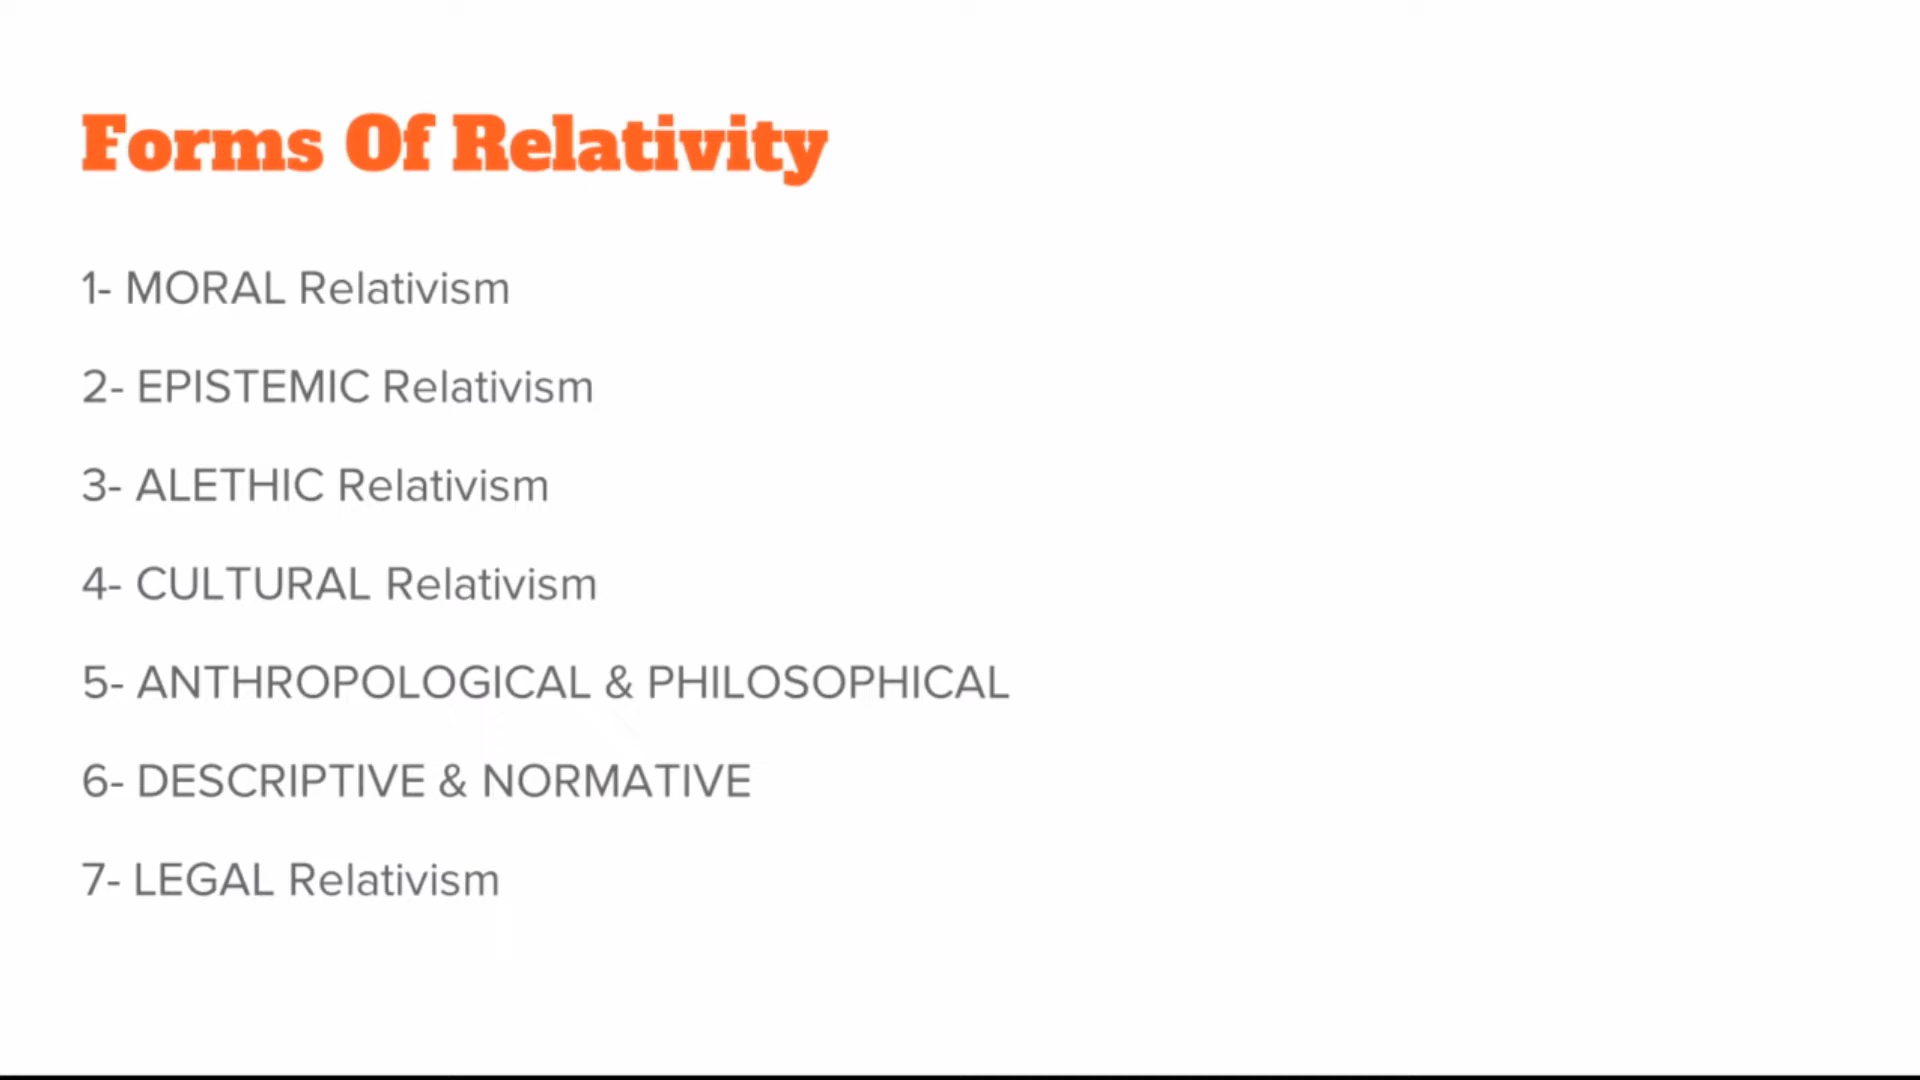 Forms Of Relativity
1- MORAL Relativism
2- EPISTEMIC Relativism
3- ALETHIC Relativism
4- CULTURAL Relativism
5- ANTHROPOLOGICAL & PHILOSOPHICAL
6- DESCRIPTIVE & NORMATIVE
7- LEGAL Relativism